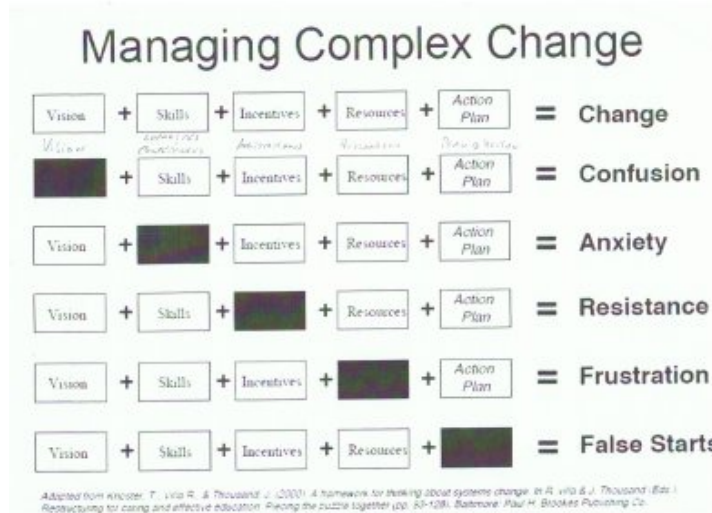 Managing Complex Change
Vision + Skills + Incentives + Resources + Action Plan = Change
Vision
+ Skills + Incentives + Resources + Action Plan = Confusion
Vision + + Incentives + Resources + Action Plan = Anxiety
Vision + Skills + + Resources + Action Plan = Resistance
Vision + Skills + Incentives + + Action Plan = Frustration
Vision + Skills + Incentives + Resources + = False Starts
Adapted from Knoster, T., Villa R., & Thousand, J. (2000). A framework for thinking about systems change. In R. Villa & J. Thousand (Eds.)
Restructuring for caring and effective education: Piecing the puzzle together (pp. 93-128). Baltimore: Paul H. Brookes Publishing Co.